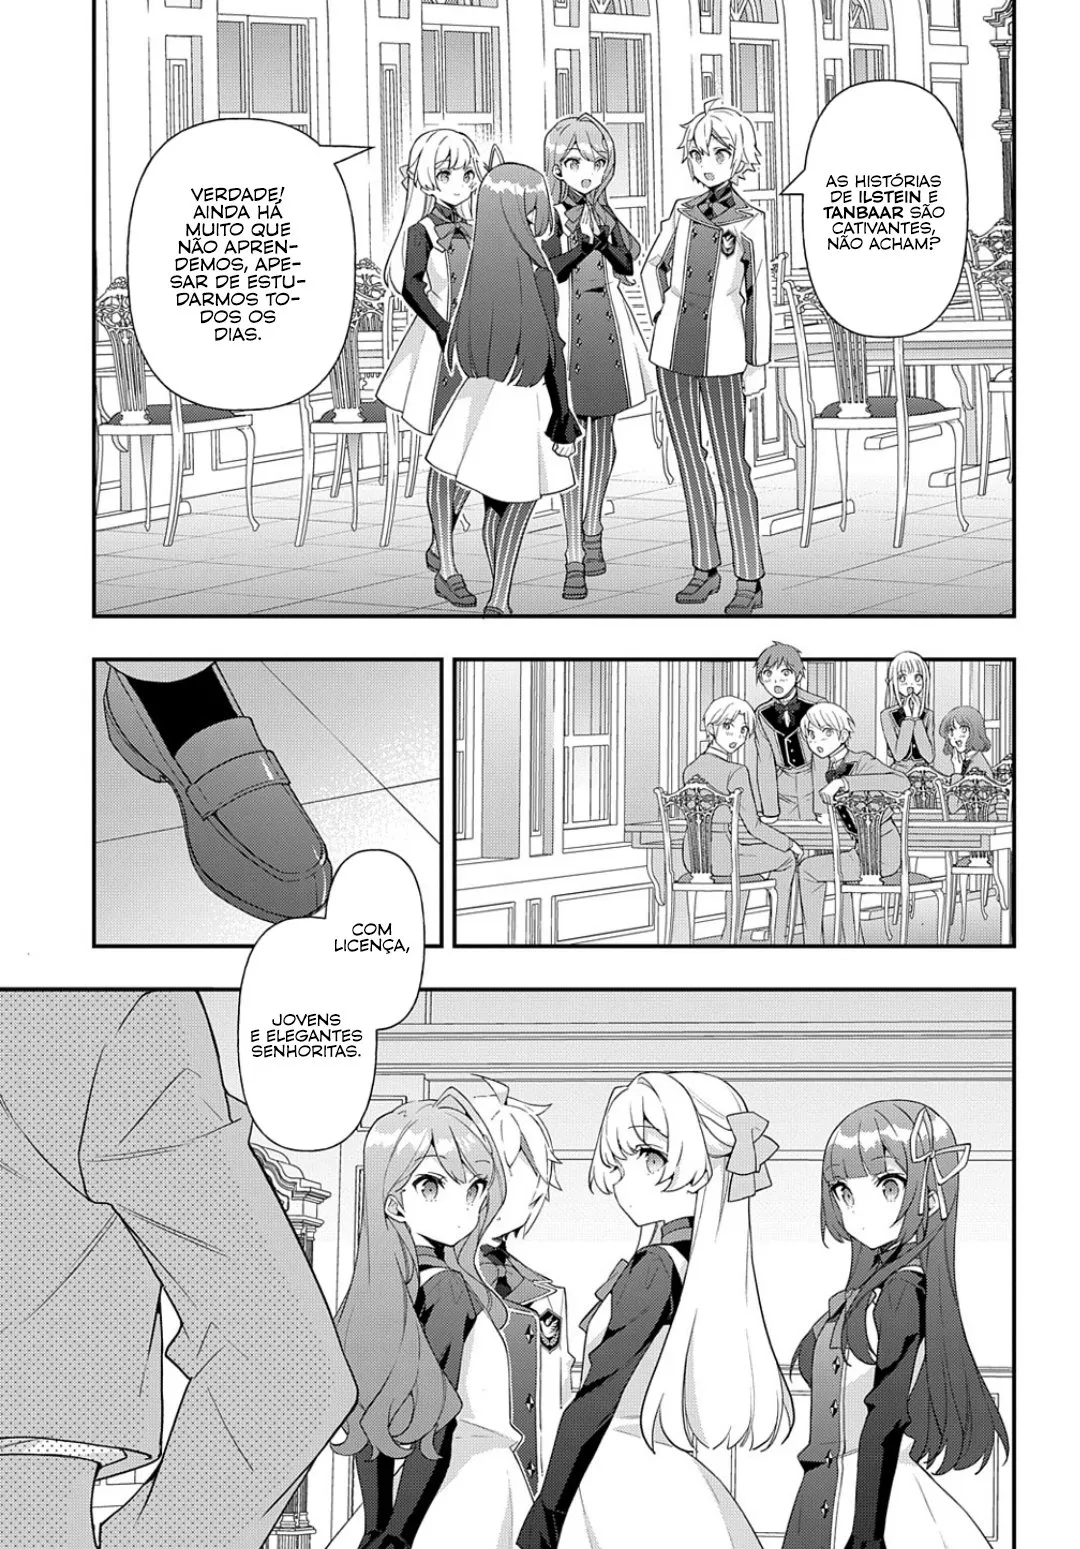 AS HISTÓRIAS
DE ILSTEIN E
TANBAAR SÃO
CATIVANTES,
NÃO ACHAM?
VERDADE!
AINDA HÁ
MUITO QUE
NÃO APREN-
DEMOS, APE-
SAR DE ESTU-
DARMOS TO-
DOS OS
DIAS.
COM
LICENÇA,
JOVENS
E ELEGANTES
SENHORITAS.